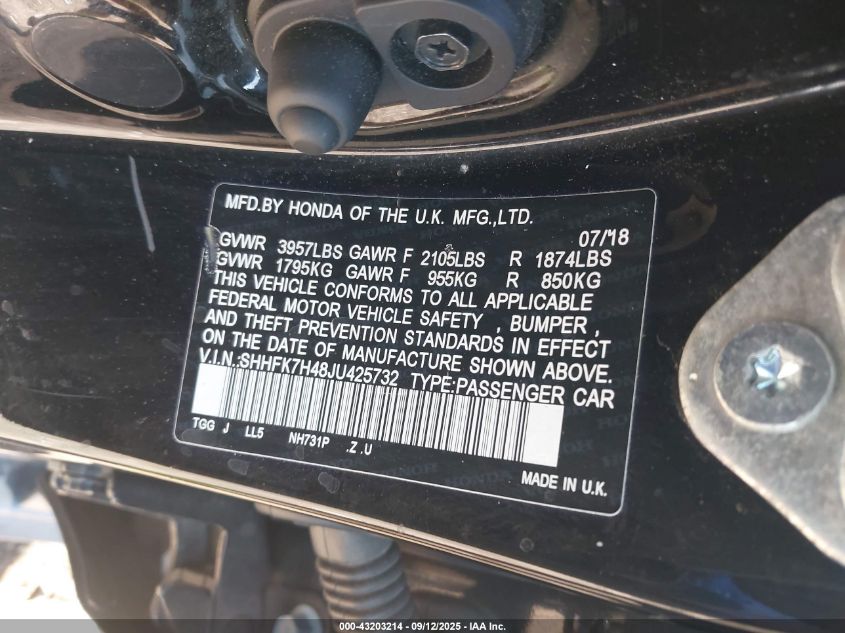 MFD.BY HONDA OF THE U.K. MFG.,LTD.
07/'18
GVWR 3957LBS GAWR F 2105LBS R 1874LBS
GVWR 1795KG GAWR F 955KG R 850KG
THIS VEHICLE CONFORMS TO ALL APPLICABLE
FEDERAL MOTOR VEHICLE SAFETY , BUMPER ,
AND THEFT PREVENTION STANDARDS IN EFFECT
ON THE DATE OF MANUFACTURE SHOWN ABOVE.
V.I.N.:SHHFK7H48JU425732 TYPE:PASSENGER CAR
TGG J LL5 NH731P .Z .U
MADE IN U.K.
000-43203214 - 09/12/2025 - IAA Inc.